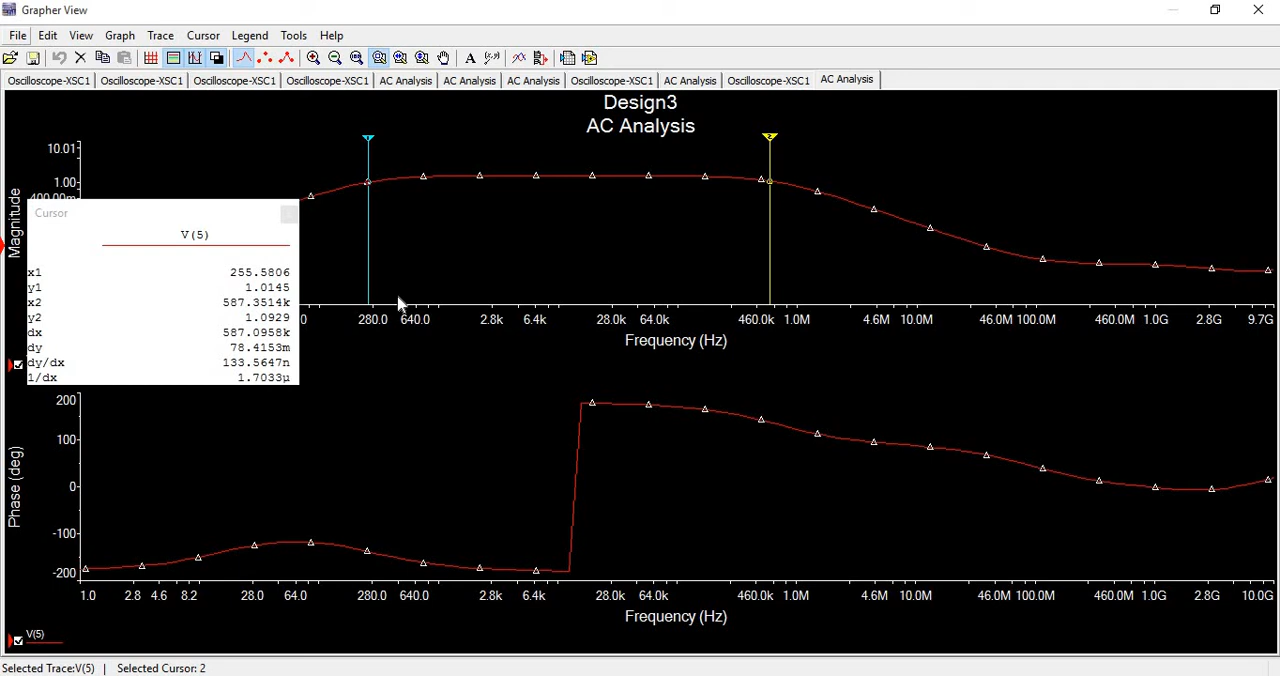 Grapher View
File Edit View Graph Trace Cursor Legend Tools Help
Oscilloscope-XSC1 Oscilloscope-XSC1 Oscilloscope-XSC1 Oscilloscope-XSC1 AC Analysis AC Analysis AC Analysis Oscilloscope-XSC1 AC Analysis Oscilloscope-XSC1 AC Analysis
Design3
AC Analysis
1
2
10.01
1.00
400.00m
Magnitude
Cursor
V(5)
x1 255.5806
y1 1.0145
x2 587.3514k
y2 1.0929
dx 587.0958k
dy 78.4153m
dy/dx 133.5647n
1/dx 1.7033µ
0 280.0 640.0 2.8k 6.4k 28.0k 64.0k 460.0k 1.0M 4.6M 10.0M 46.0M 100.0M 460.0M 1.0G 2.8G 9.7G
Frequency (Hz)
200
100
0
-100
-200
Phase (deg)
1.0 2.8 4.6 8.2 28.0 64.0 280.0 640.0 2.8k 6.4k 28.0k 64.0k 460.0k 1.0M 4.6M 10.0M 46.0M 100.0M 460.0M 1.0G 2.8G 10.0G
Frequency (Hz)
V(5)
Selected Trace:V(5) | Selected Cursor: 2